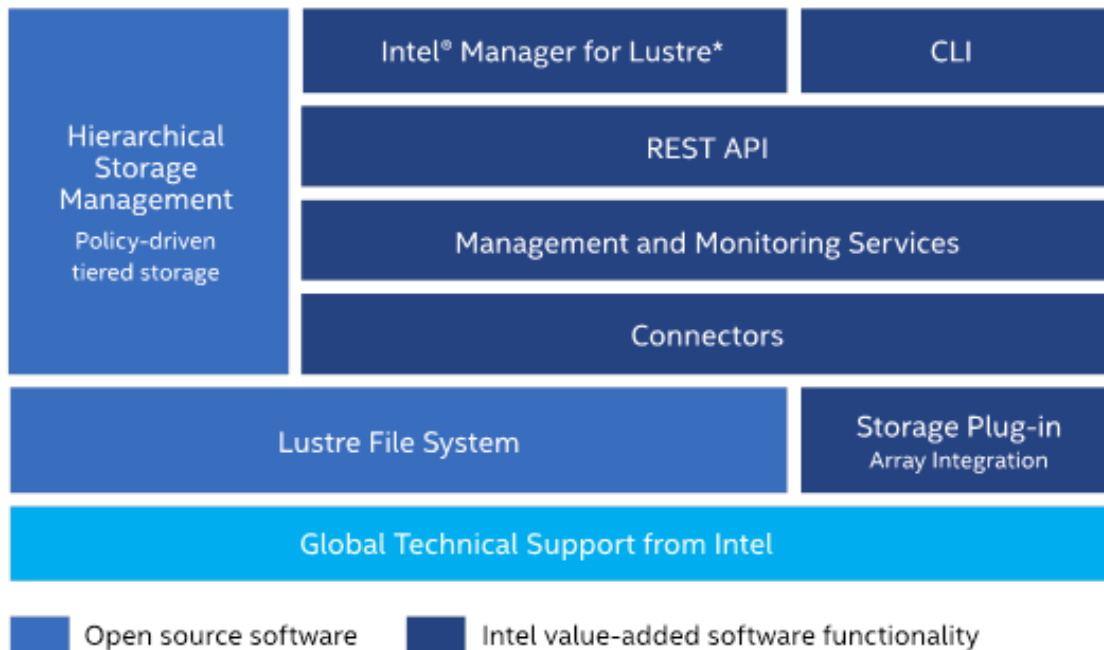 Hierarchical
Storage
Management
Policy-driven
tiered storage
Intel® Manager for Lustre*
CLI
REST API
Management and Monitoring Services
Connectors
Lustre File System
Storage Plug-in
Array Integration
Global Technical Support from Intel
Open source software
Intel value-added software functionality